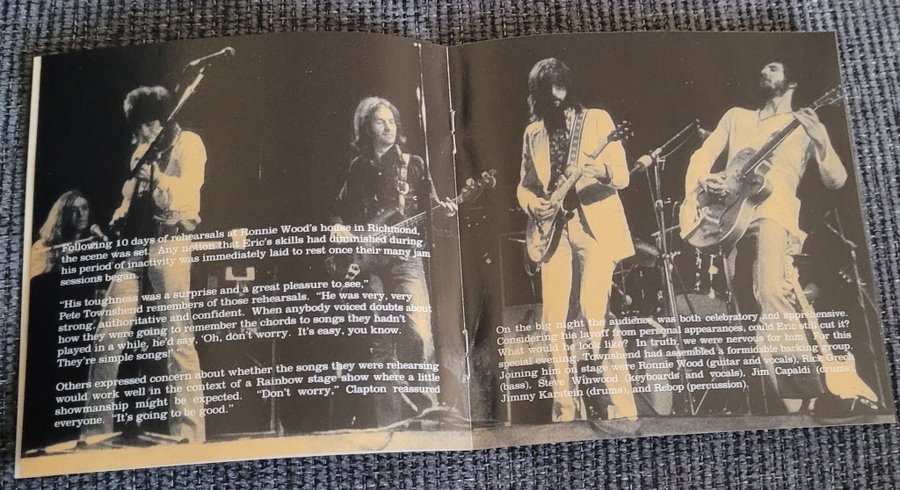 Following 10 days of rehearsals at Ronnie Wood's house in Richmond,
the scene was set. Any notion that Eric's skills had diminished during
his period of inactivity was immediately laid to rest once their many jam
sessions began.
"His toughness was a surprise and a great pleasure to see,"
Pete Townshend remembers of those rehearsals. "He was very, very
strong, authoritative and confident. When anybody voiced doubts about
how they were going to remember the chords to songs they hadn't
played in a while, he'd say, 'Oh, don't worry. It's easy, you know.
They're simple songs!'"
Others expressed concern about whether the songs they were rehearsing
would work well in the context of a Rainbow stage show where a little
showmanship might be expected. "Don't worry," Clapton reassured
everyone. "It's going to be good."
On the big night the audience was both celebratory and apprehensive.
Considering his layoff from personal appearances, could Eric still cut it?
What would he look like? In truth, we were nervous for him. For this
special evening, Townshend had assembled a formidable backing group.
Joining him on stage were Ronnie Wood (guitar and vocals), Rick Grech
(bass), Steve Winwood (keyboards and vocals), Jim Capaldi (drums)
Jimmy Karstein (drums), and Rebop (percussion).